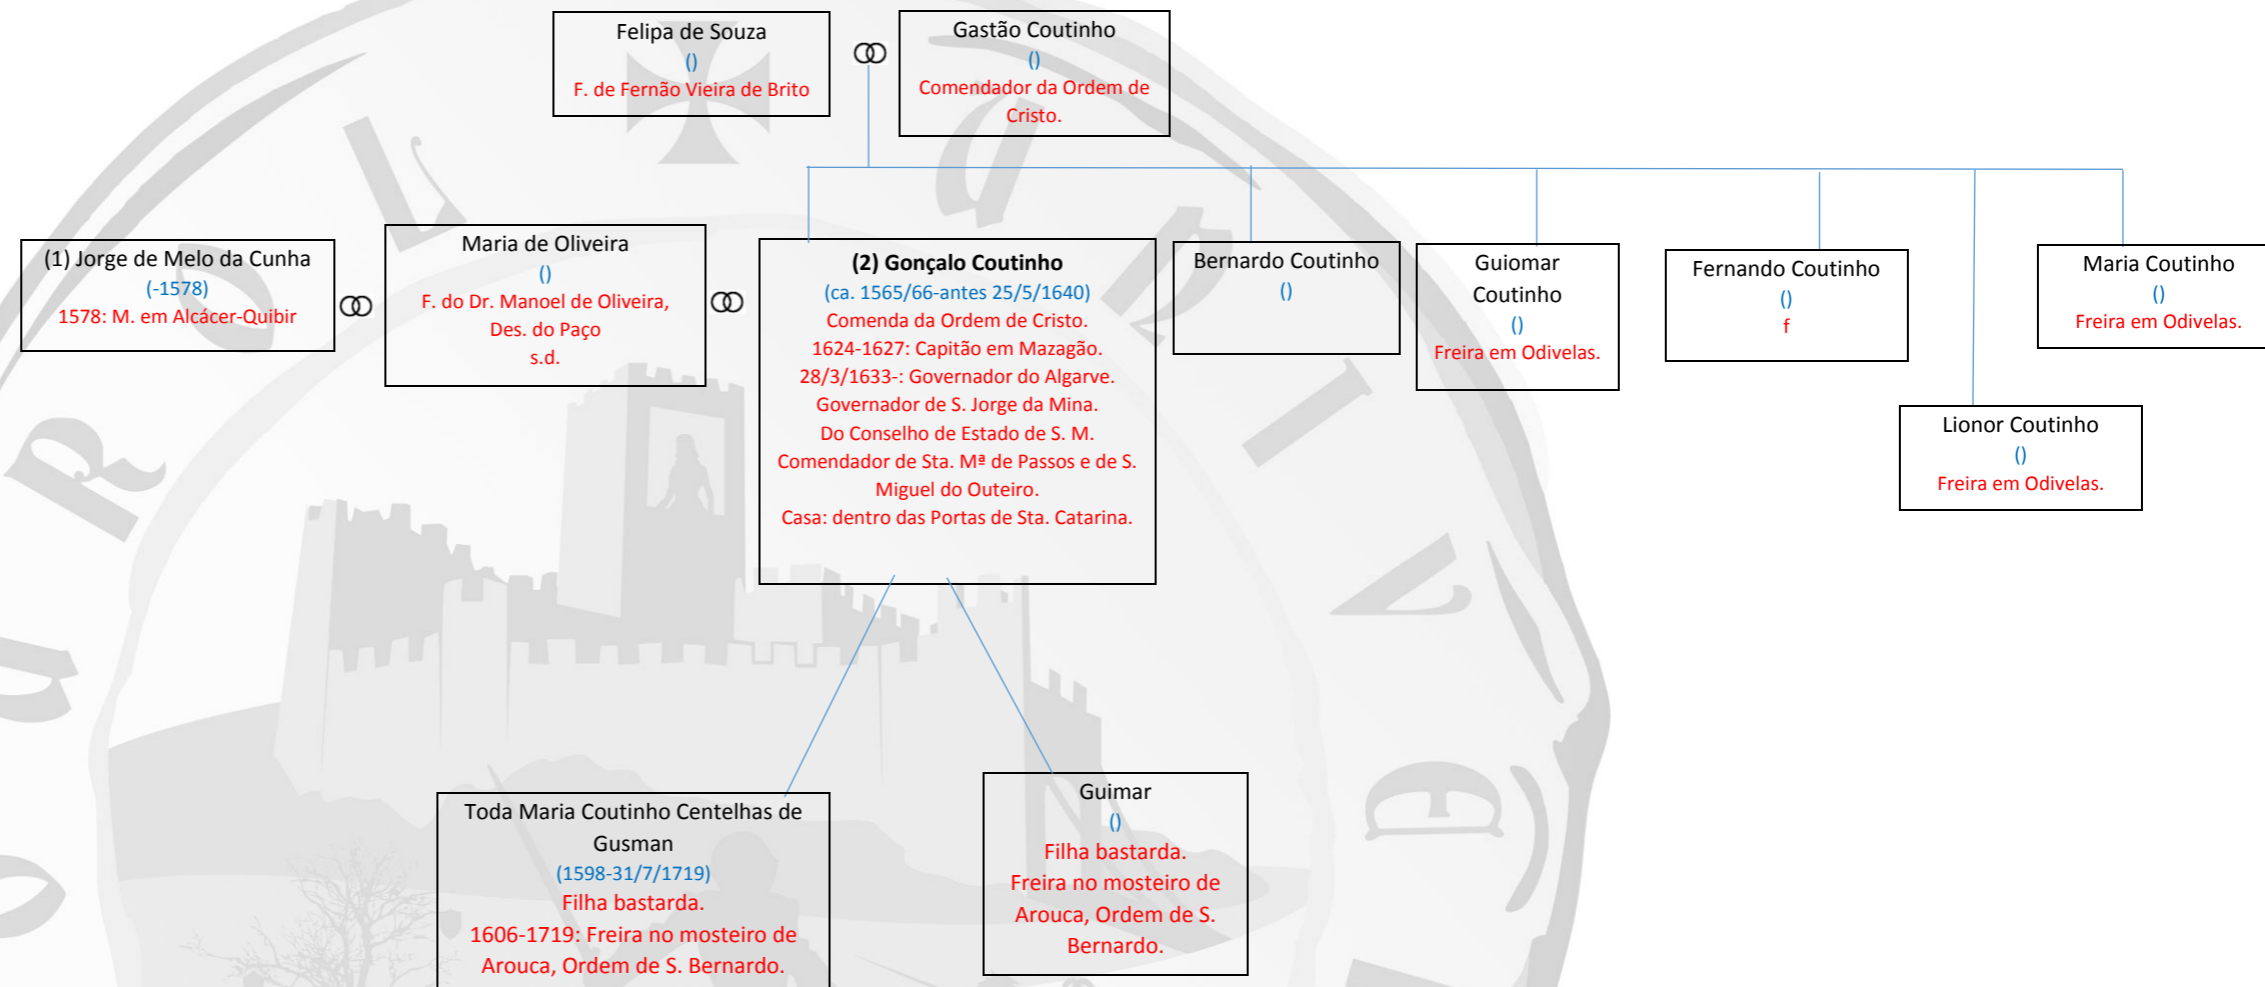 Felipa de Souza
()
F. de Fernão Vieira de Brito
Gastão Coutinho
()
Comendador da Ordem de
Cristo.
(1) Jorge de Melo da Cunha
(-1578)
1578: M. em Alcácer-Quibir
Maria de Oliveira
()
F. do Dr. Manoel de Oliveira,
Des. do Paço
s.d.
(2) Gonçalo Coutinho
(ca. 1565/66-antes 25/5/1640)
Comenda da Ordem de Cristo.
1624-1627: Capitão em Mazagão.
28/3/1633-: Governador do Algarve.
Governador de S. Jorge da Mina.
Do Conselho de Estado de S. M.
Comendador de Sta. Mª de Passos e de S.
Miguel do Outeiro.
Casa: dentro das Portas de Sta. Catarina.
Bernardo Coutinho
()
Guiomar
Coutinho
()
Freira em Odivelas.
Fernando Coutinho
()
f
Maria Coutinho
()
Freira em Odivelas.
Lionor Coutinho
()
Freira em Odivelas.
Toda Maria Coutinho Centelhas de
Gusman
(1598-31/7/1719)
Filha bastarda.
1606-1719: Freira no mosteiro de
Arouca, Ordem de S. Bernardo.
Guimar
()
Filha bastarda.
Freira no mosteiro de
Arouca, Ordem de S.
Bernardo.